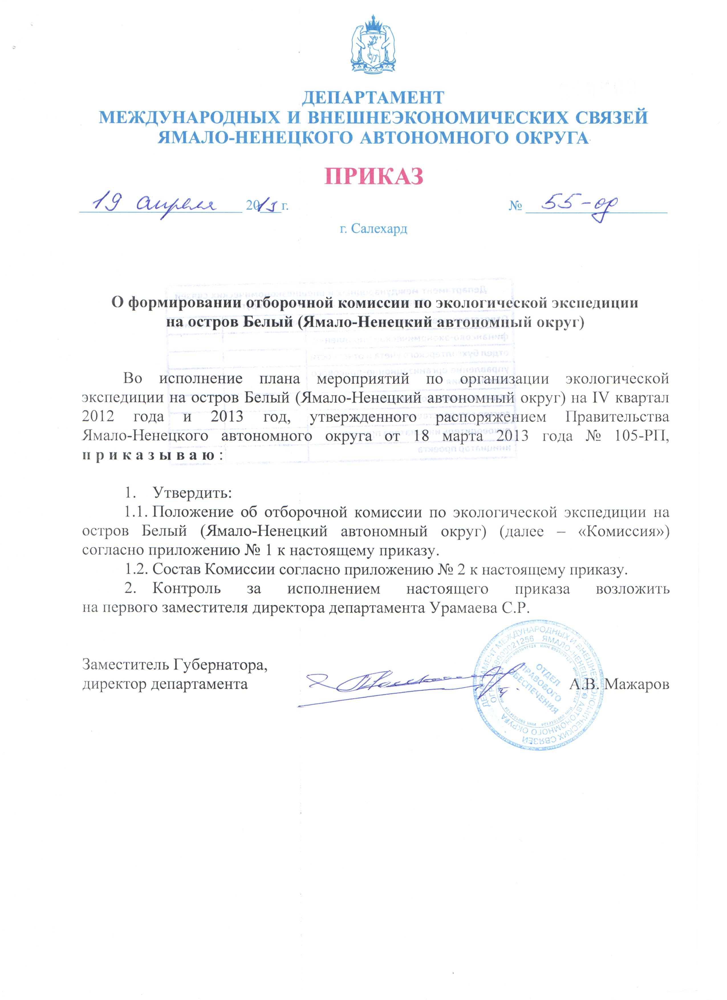 ДЕПАРТАМЕНТ
МЕЖДУНАРОДНЫХ И ВНЕШНЕЭКОНОМИЧЕСКИХ СВЯЗЕЙ
ЯМАЛО-НЕНЕЦКОГО АВТОНОМНОГО ОКРУГА
ПРИКАЗ
19 апреля 2013 г. № 55-од
г. Салехард
О формировании отборочной комиссии по экологической экспедиции
на остров Белый (Ямало-Ненецкий автономный округ)
Во исполнение плана мероприятий по организации экологической
экспедиции на остров Белый (Ямало-Ненецкий автономный округ) на IV квартал
2012 года и 2013 год, утвержденного распоряжением Правительства
Ямало-Ненецкого автономного округа от 18 марта 2013 года № 105-РП,
п р и к а з ы в а ю :
1. Утвердить:
1.1. Положение об отборочной комиссии по экологической экспедиции на
остров Белый (Ямало-Ненецкий автономный округ) (далее – «Комиссия»)
согласно приложению № 1 к настоящему приказу.
1.2. Состав Комиссии согласно приложению № 2 к настоящему приказу.
2. Контроль за исполнением настоящего приказа возложить
на первого заместителя директора департамента Урамаева С.Р.
Заместитель Губернатора,
директор департамента А.В. Мажаров
ДЕПАРТАМЕНТ МЕЖДУНАРОДНЫХ И ВНЕШНЕЭКОНОМИЧЕСКИХ СВЯЗЕЙ
ЯМАЛО-НЕНЕЦКОГО АВТОНОМНОГО ОКРУГА
ОТДЕЛ
ПРАВОВОГО
ОБЕСПЕЧЕНИЯ